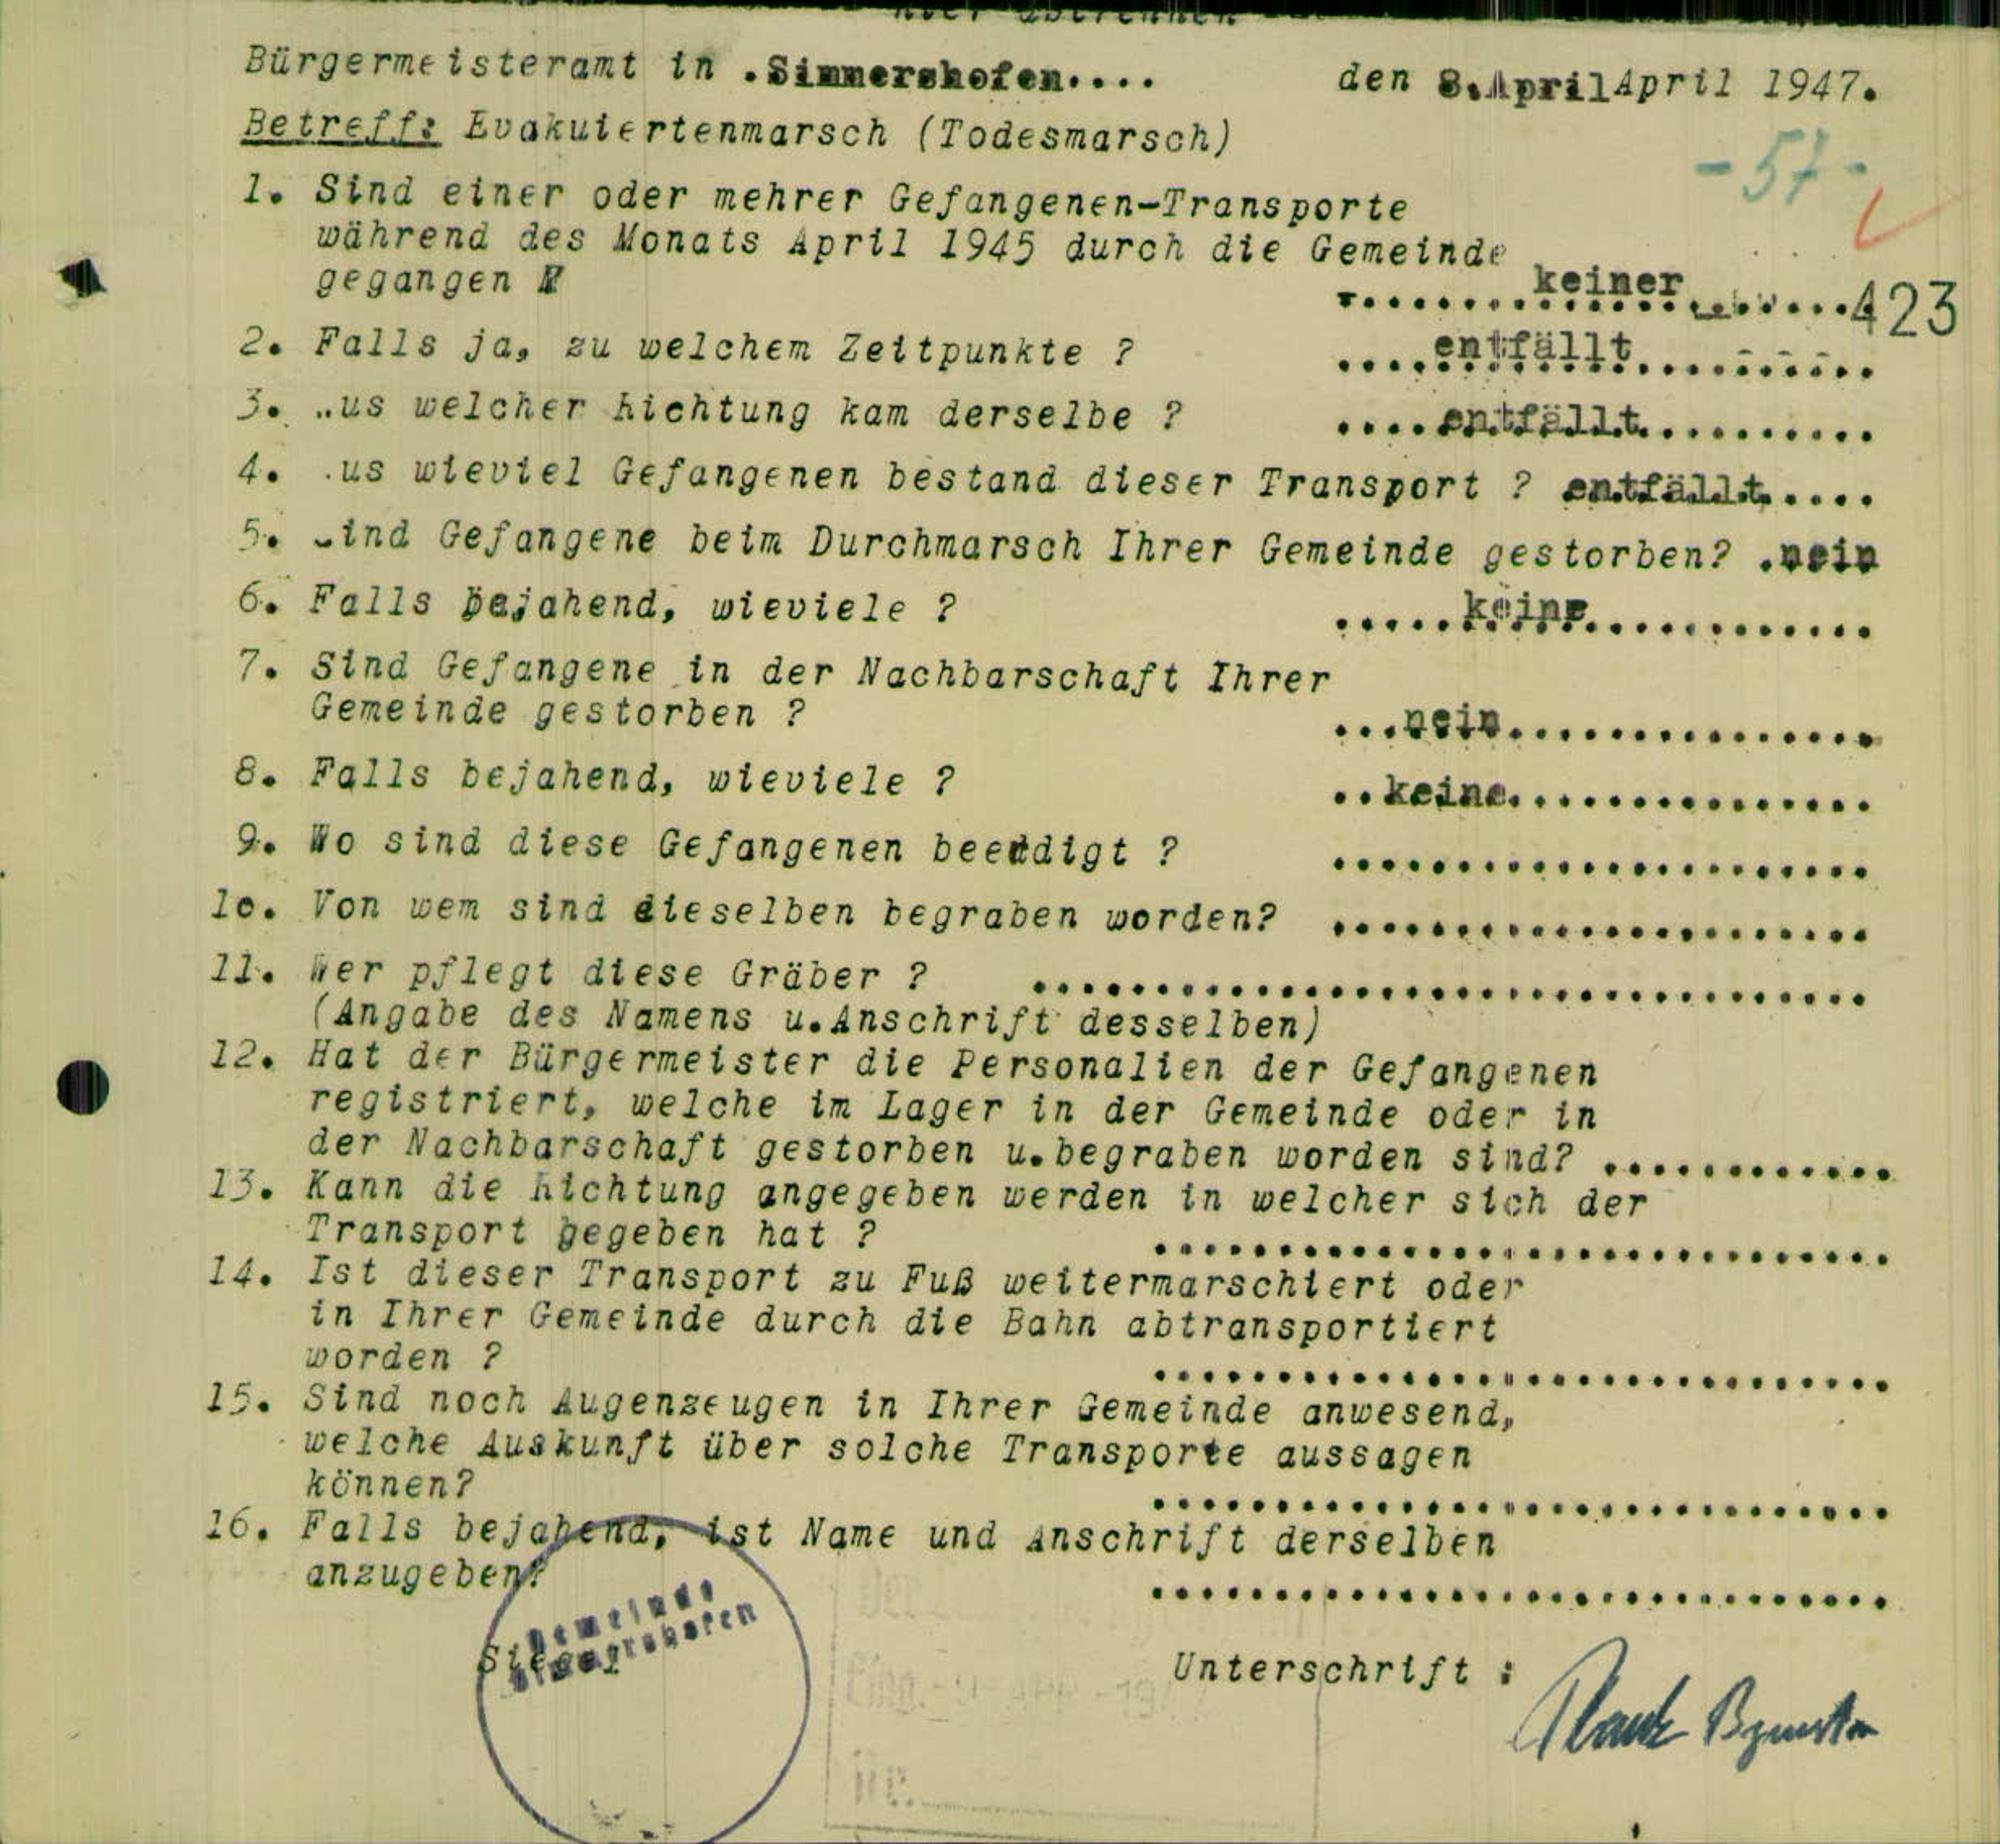 hier abtrennen
Bürgermeisteramt in .Simmershofen.... den 8.April April 1947.
Betreff: Evakuiertenmarsch (Todesmarsch)
- 57 -
1. Sind einer oder mehrer Gefangenen-Transporte
während des Monats April 1945 durch die Gemeinde
gegangen ..........keiner..........
423
2. Falls ja, zu welchem Zeitpunkte ? ....entfällt..........
3. .us welcher Richtung kam derselbe ? ....entfällt..........
4. .us wieviel Gefangenen bestand dieser Transport ? entfällt.....
5. Sind Gefangene beim Durchmarsch Ihrer Gemeinde gestorben? .nein
6. Falls bejahend, wieviele ? .....keine............
7. Sind Gefangene in der Nachbarschaft Ihrer
Gemeinde gestorben ? ...nein...............
8. Falls bejahend, wieviele ? ..keine...............
9. Wo sind diese Gefangenen beerdigt ? ......................
10. Von wem sind dieselben begraben worden? ......................
11. Wer pflegt diese Gräber ? ..................................
(Angabe des Namens u.Anschrift desselben)
12. Hat der Bürgermeister die Personalien der Gefangenen
registriert, welche im Lager in der Gemeinde oder in
der Nachbarschaft gestorben u.begraben worden sind? ............
13. Kann die Richtung angegeben werden in welcher sich der
Transport begeben hat ? ..............................
14. Ist dieser Transport zu Fuß weitermarschiert oder
in Ihrer Gemeinde durch die Bahn abtransportiert
worden ? ..............................
15. Sind noch Augenzeugen in Ihrer Gemeinde anwesend,
welche Auskunft über solche Transporte aussagen
können? ..............................
16. Falls bejahend, ist Name und Anschrift derselben
anzugeben? ..............................
Gemeinde
Simmershofen
Siegel
Unterschrift :